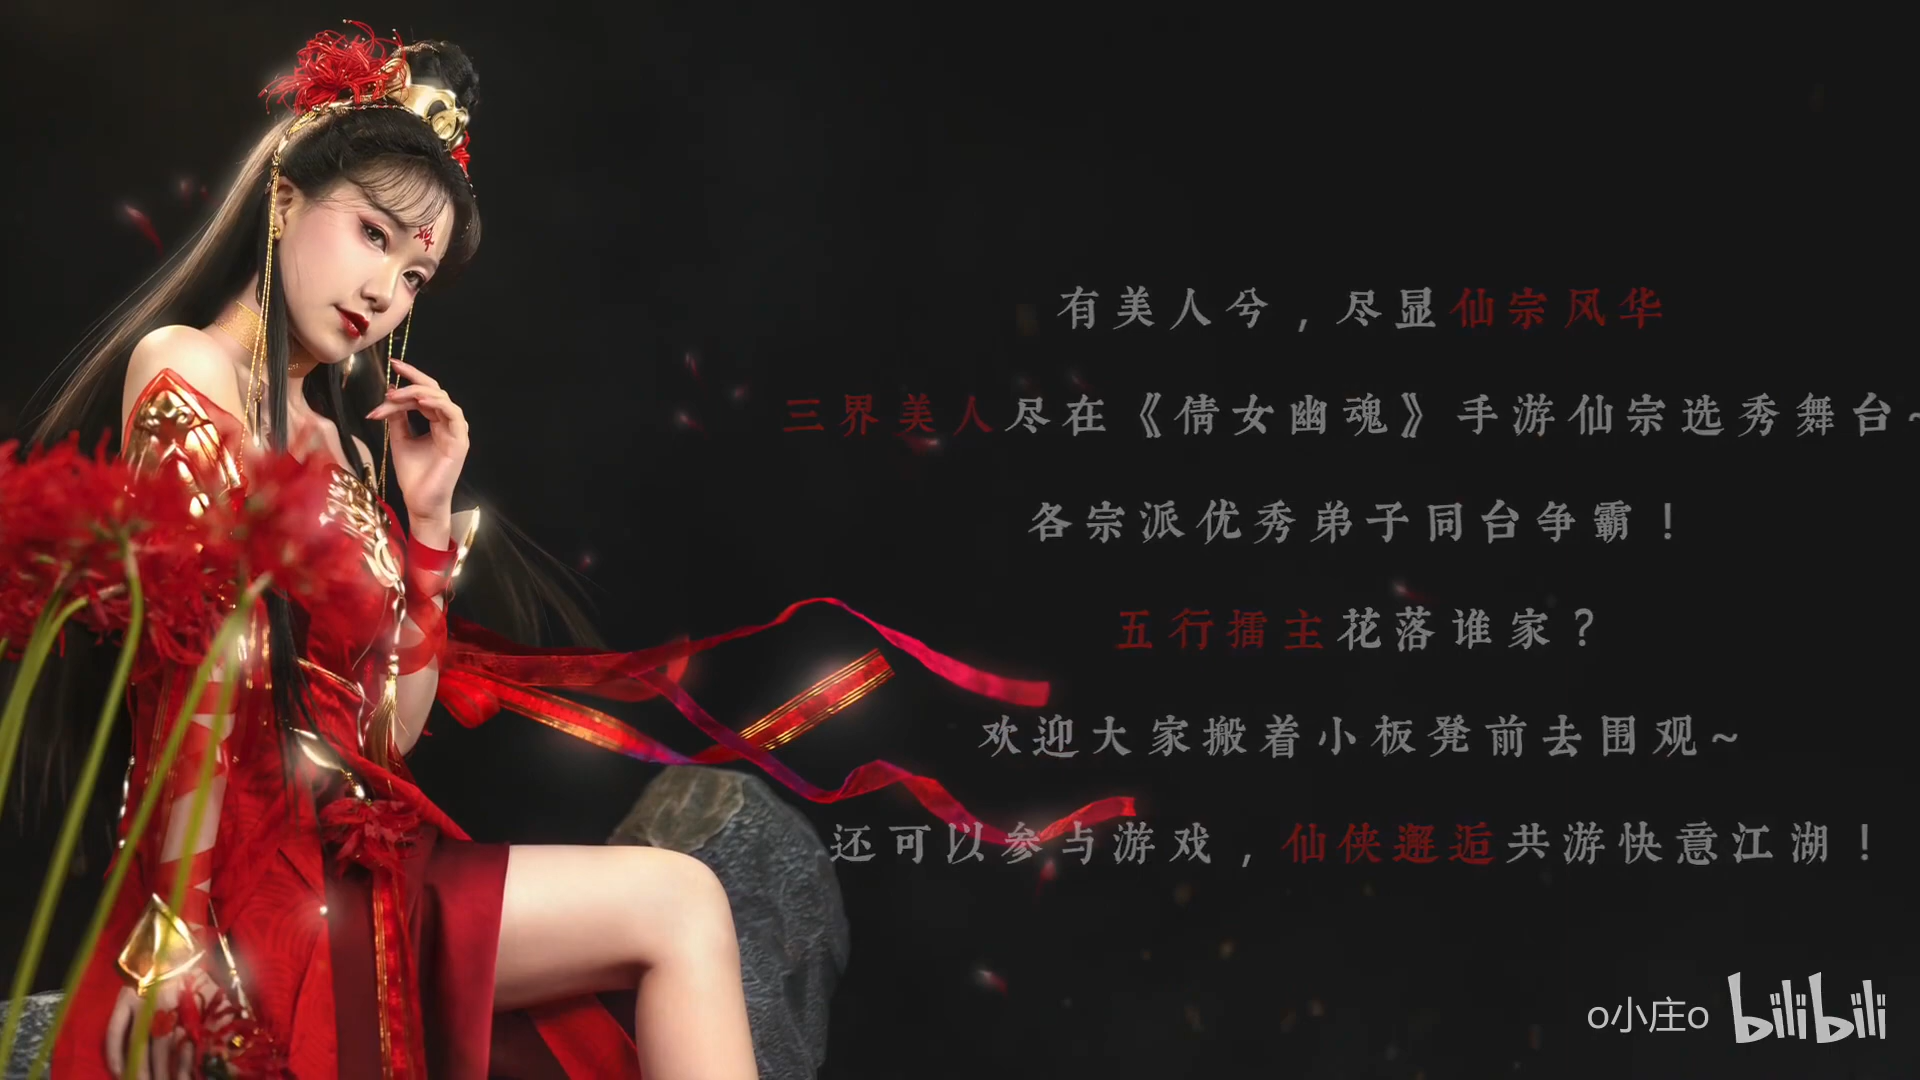 有美人兮，尽显仙宗风华
三界美人尽在《倩女幽魂》手游仙宗选秀舞台~
各宗派优秀弟子同台争霸！
五行擂主花落谁家？
欢迎大家搬着小板凳前去围观~
还可以参与游戏，仙侠邂逅共游快意江湖！
o小庄o bilibili